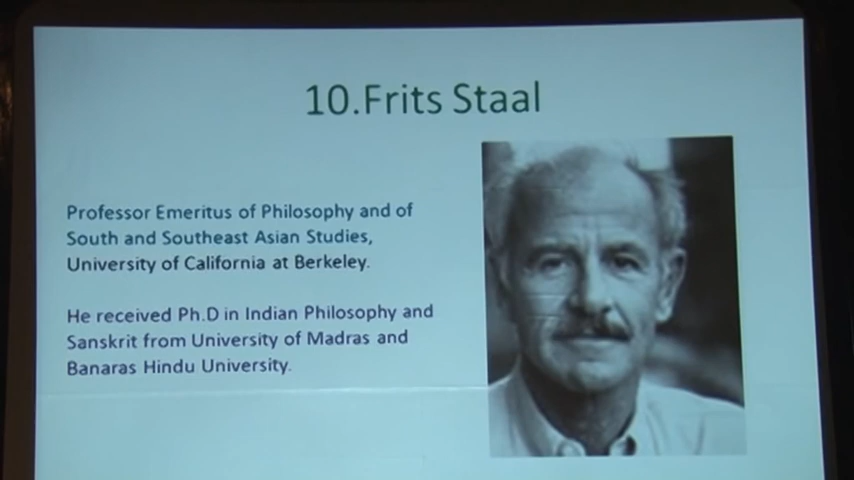 10.Frits Staal
Professor Emeritus of Philosophy and of
South and Southeast Asian Studies,
University of California at Berkeley.
He received Ph.D in Indian Philosophy and
Sanskrit from University of Madras and
Banaras Hindu University.